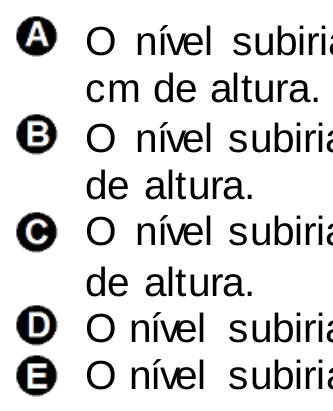 A O nível subiria
cm de altura.
B O nível subiria
de altura.
C O nível subiria
de altura.
D O nível subiria
E O nível subiria